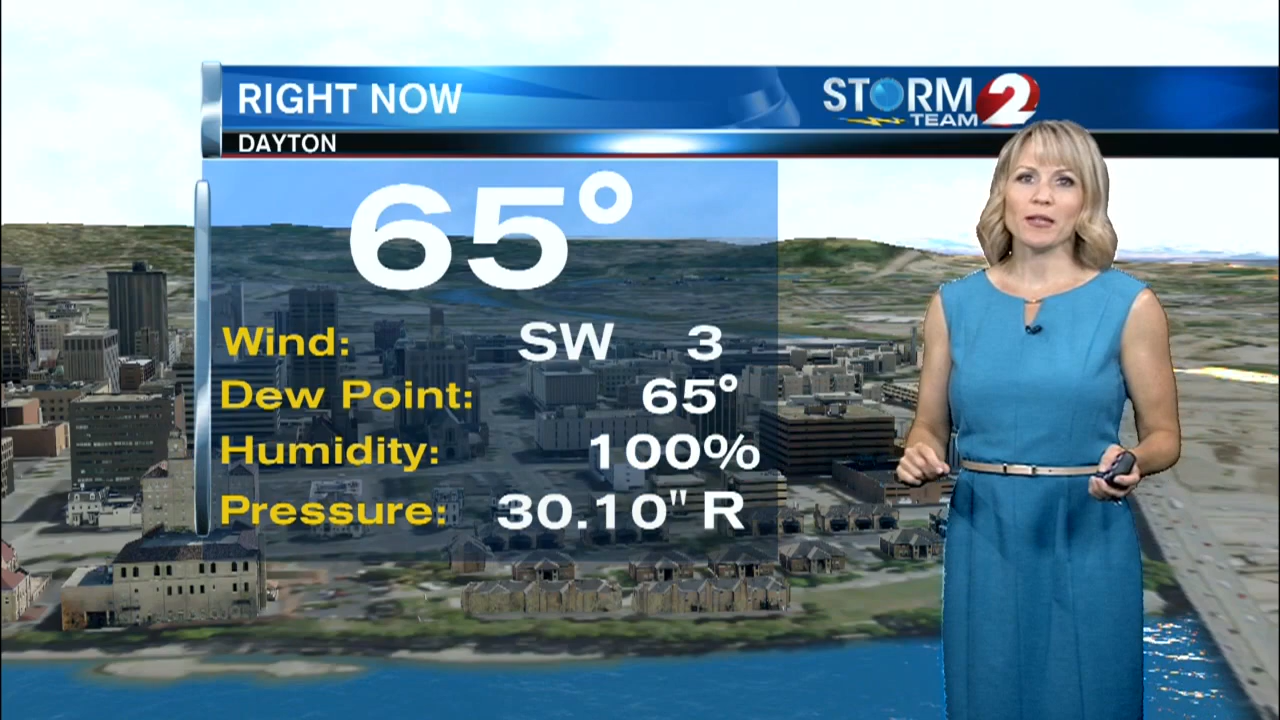 RIGHT NOW
STORM TEAM 2
DAYTON
65°
Wind: SW 3
Dew Point: 65°
Humidity: 100%
Pressure: 30.10" R